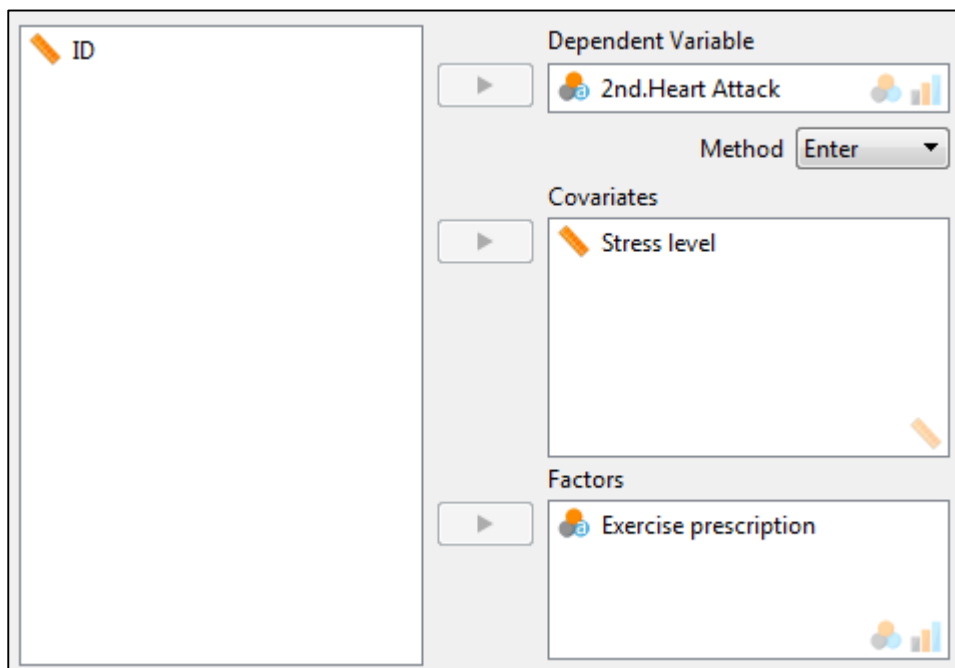 ID
Dependent Variable
2nd.Heart Attack
Method Enter
Covariates
Stress level
Factors
Exercise prescription